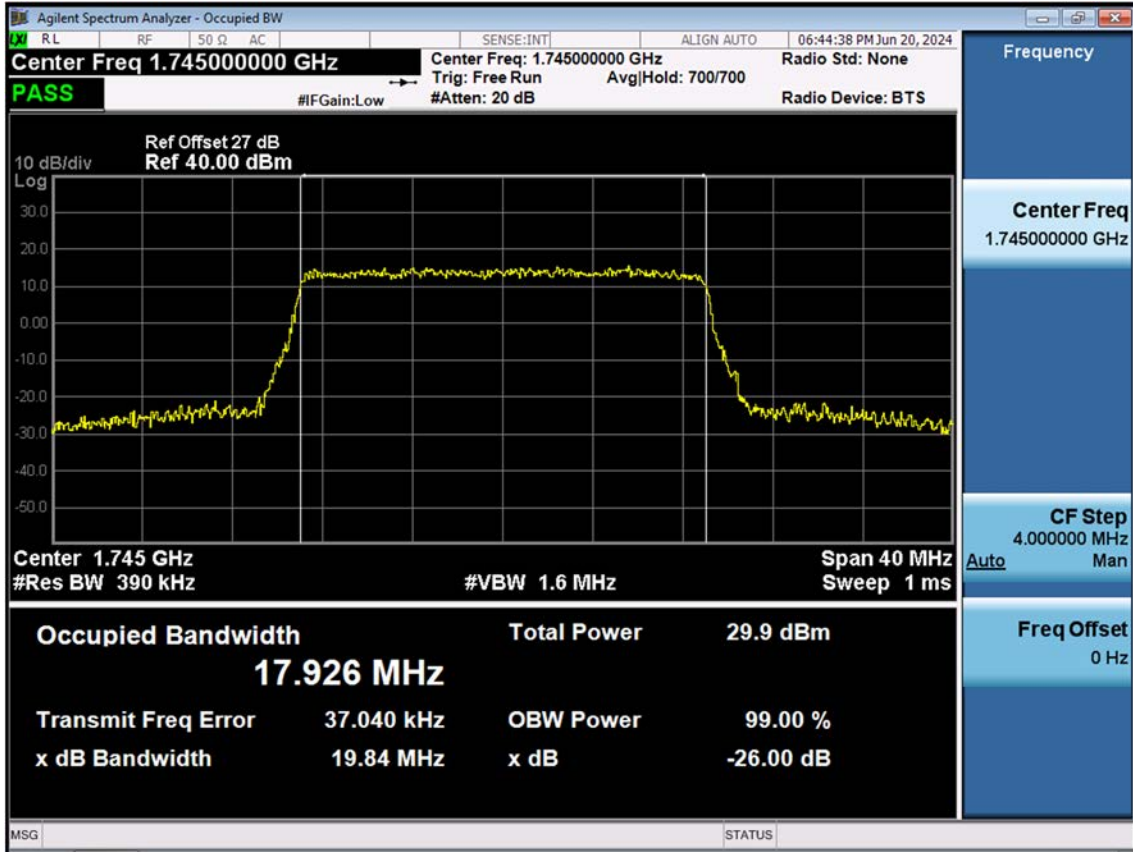 Agilent Spectrum Analyzer - Occupied BW
LXI RL RF 50 Ω AC SENSE:INT ALIGN AUTO 06:44:38 PM Jun 20, 2024
Center Freq 1.745000000 GHz Center Freq: 1.745000000 GHz Radio Std: None
Trig: Free Run Avg|Hold: 700/700
PASS #IFGain:Low #Atten: 20 dB Radio Device: BTS
Ref Offset 27 dB
10 dB/div Ref 40.00 dBm
Log
30.0
20.0
10.0
0.00
-10.0
-20.0
-30.0
-40.0
-50.0
Center 1.745 GHz Span 40 MHz
#Res BW 390 kHz #VBW 1.6 MHz Sweep 1 ms
Occupied Bandwidth Total Power 29.9 dBm
17.926 MHz
Transmit Freq Error 37.040 kHz OBW Power 99.00 %
x dB Bandwidth 19.84 MHz x dB -26.00 dB
MSG STATUS
Frequency
Center Freq
1.745000000 GHz
CF Step
4.000000 MHz
Auto Man
Freq Offset
0 Hz